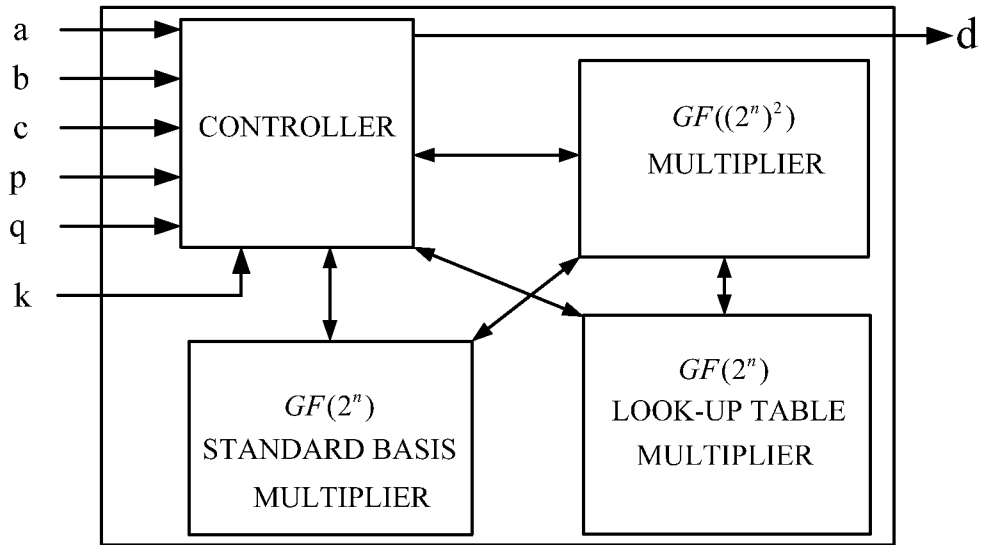 a
b
c
p
q
k
CONTROLLER
d
GF((2^n)^2)
MULTIPLIER
GF(2^n)
STANDARD BASIS
MULTIPLIER
GF(2^n)
LOOK-UP TABLE
MULTIPLIER